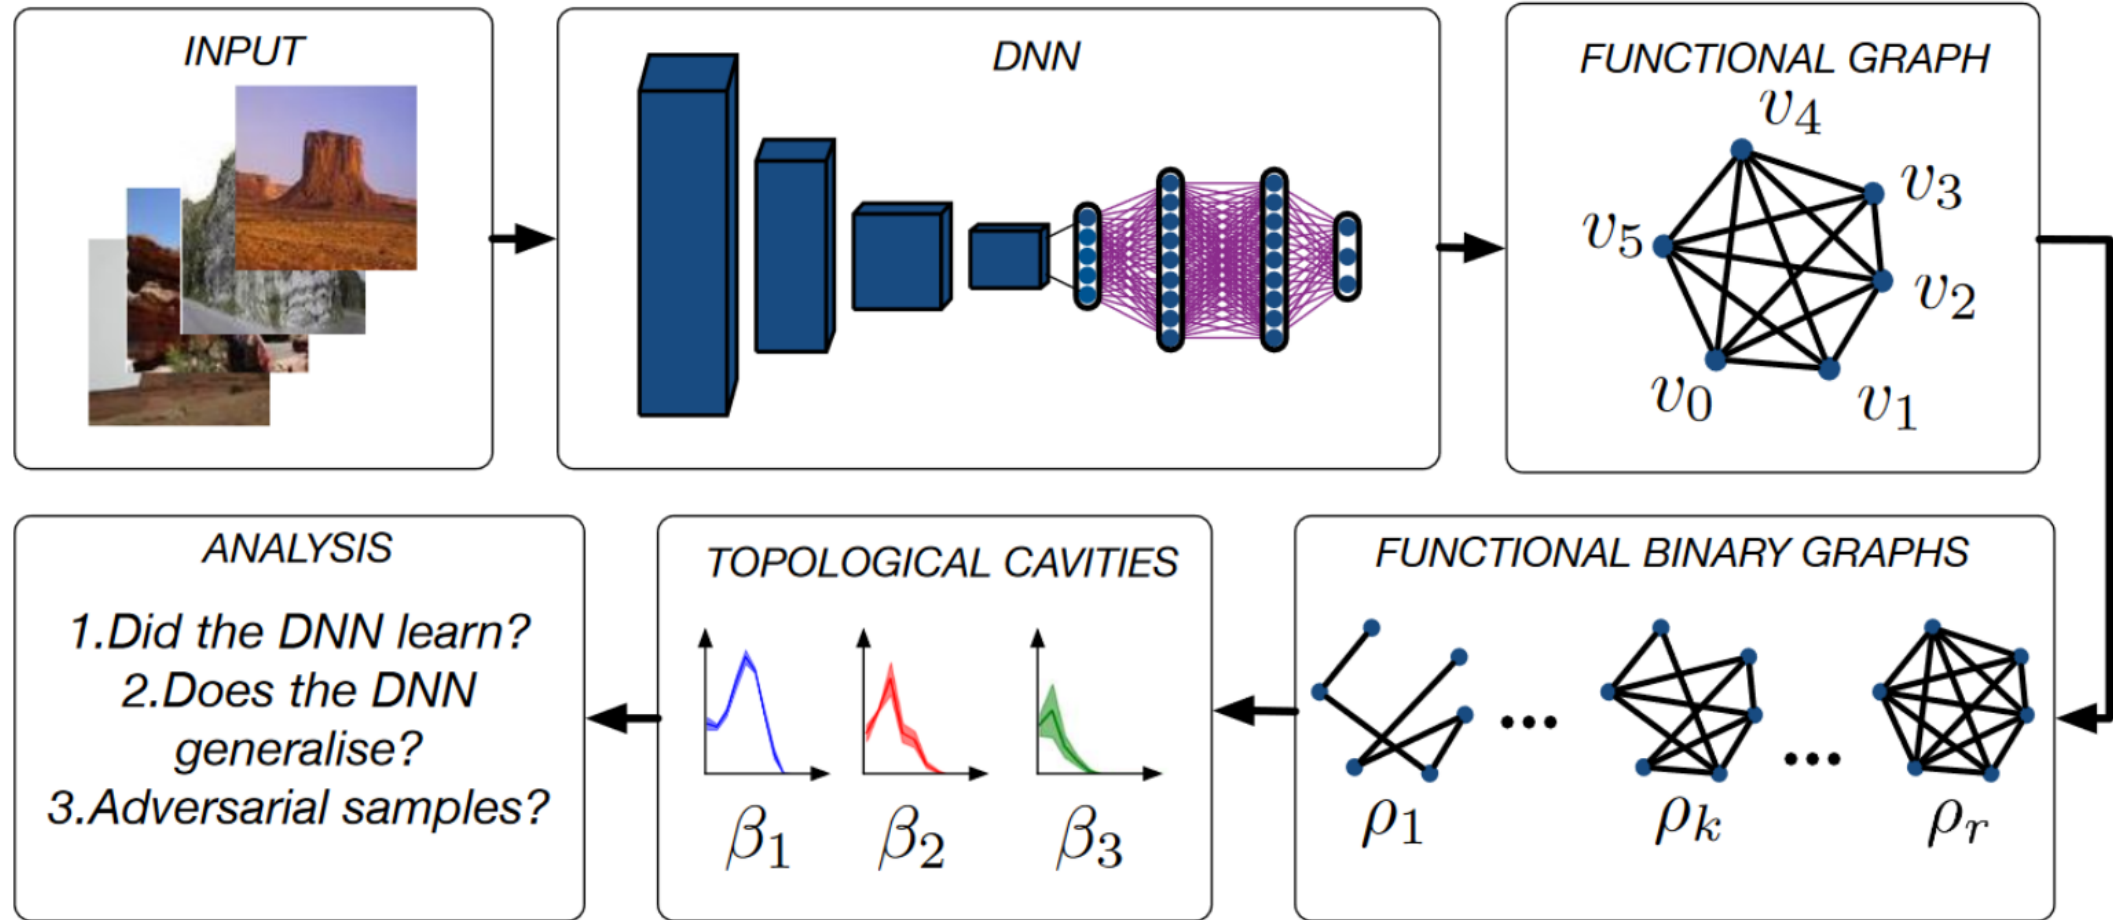 INPUT
DNN
FUNCTIONAL GRAPH
v4
v3
v5
v2
v0
v1
ANALYSIS
1.Did the DNN learn?
2.Does the DNN
generalise?
3.Adversarial samples?
TOPOLOGICAL CAVITIES
β1
β2
β3
FUNCTIONAL BINARY GRAPHS
...
...
ρ1
ρk
ρr